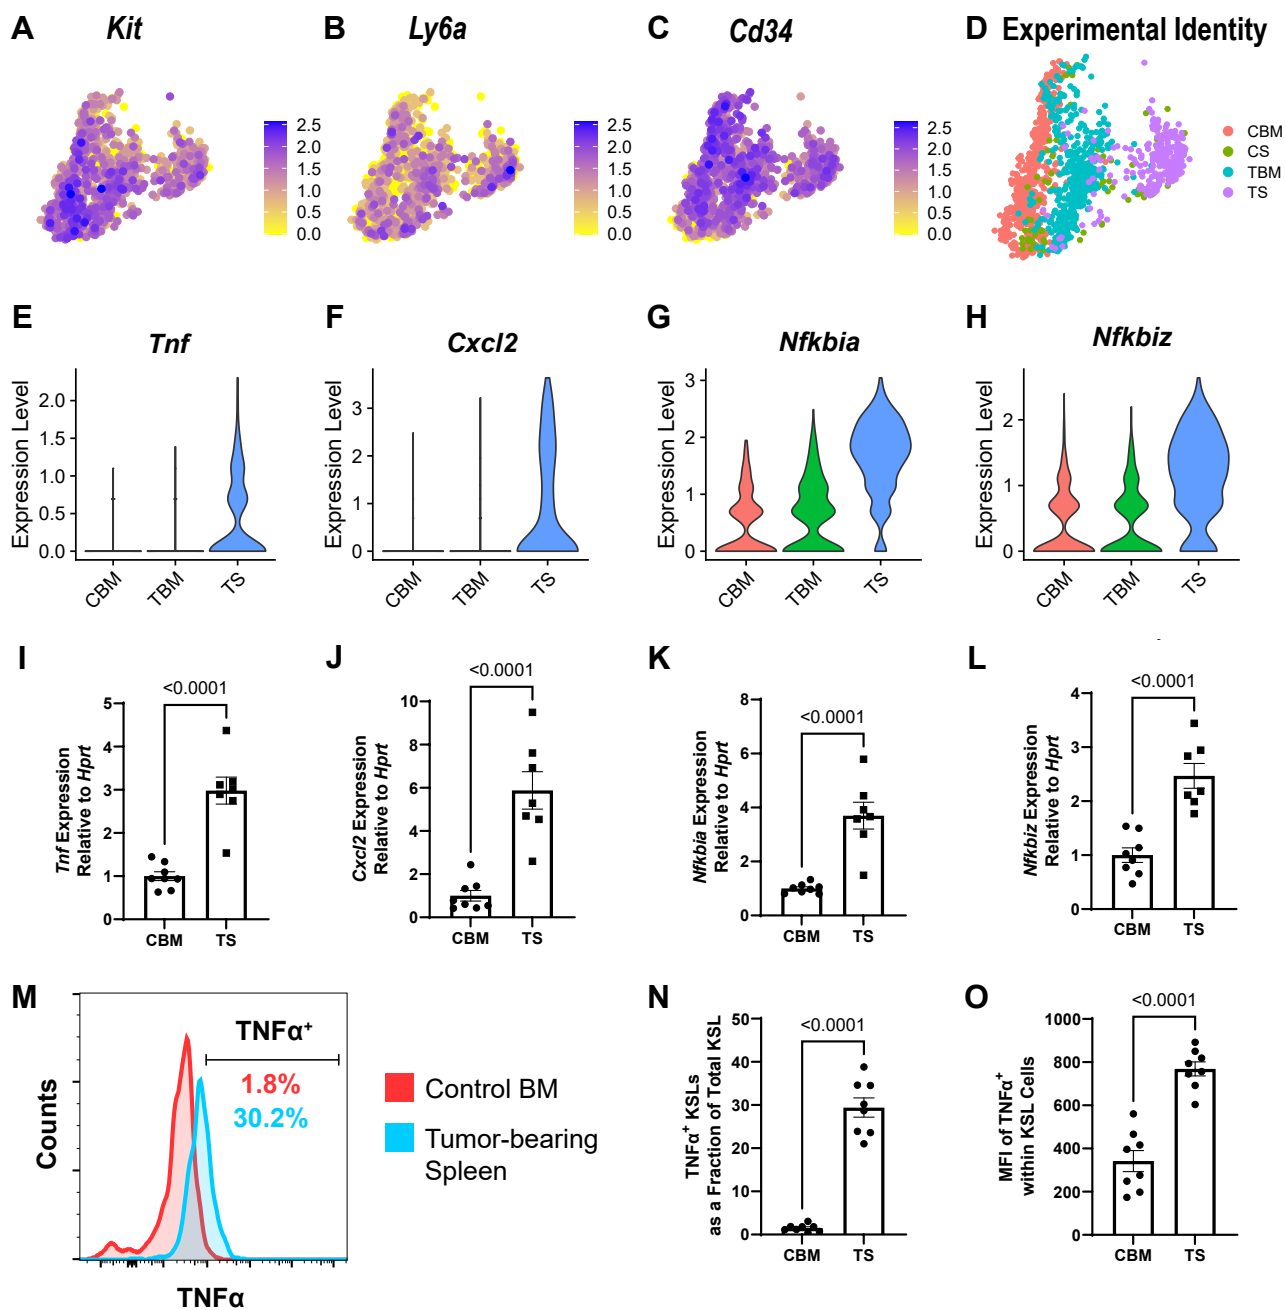 A Kit
B Ly6a
C Cd34
D Experimental Identity
2.5
2.0
1.5
1.0
0.5
0.0
2.5
2.0
1.5
1.0
0.5
0.0
2.5
2.0
1.5
1.0
0.5
0.0
CBM
CS
TBM
TS
E Tnf
Expression Level
2.0
1.5
1.0
0.5
0.0
CBM TBM TS
F Cxcl2
Expression Level
3
2
1
0
CBM TBM TS
G Nfkbia
Expression Level
3
2
1
0
CBM TBM TS
H Nfkbiz
Expression Level
2
1
0
CBM TBM TS
I
<0.0001
Tnf Expression
Relative to Hprt
5
4
3
2
1
0
CBM TS
J
<0.0001
Cxcl2 Expression
Relative to Hprt
10
8
6
4
2
0
CBM TS
K
<0.0001
Nfkbia Expression
Relative to Hprt
8
6
4
2
0
CBM TS
L
<0.0001
Nfkbiz Expression
Relative to Hprt
4
3
2
1
0
CBM TS
M
Counts
TNFα+
1.8%
30.2%
TNFα
Control BM
Tumor-bearing
Spleen
N
<0.0001
TNFα+ KSLs
as a Fraction of Total KSL
50
40
30
20
10
0
CBM TS
O
<0.0001
MFI of TNFα+
within KSL Cells
1000
800
600
400
200
0
CBM TS